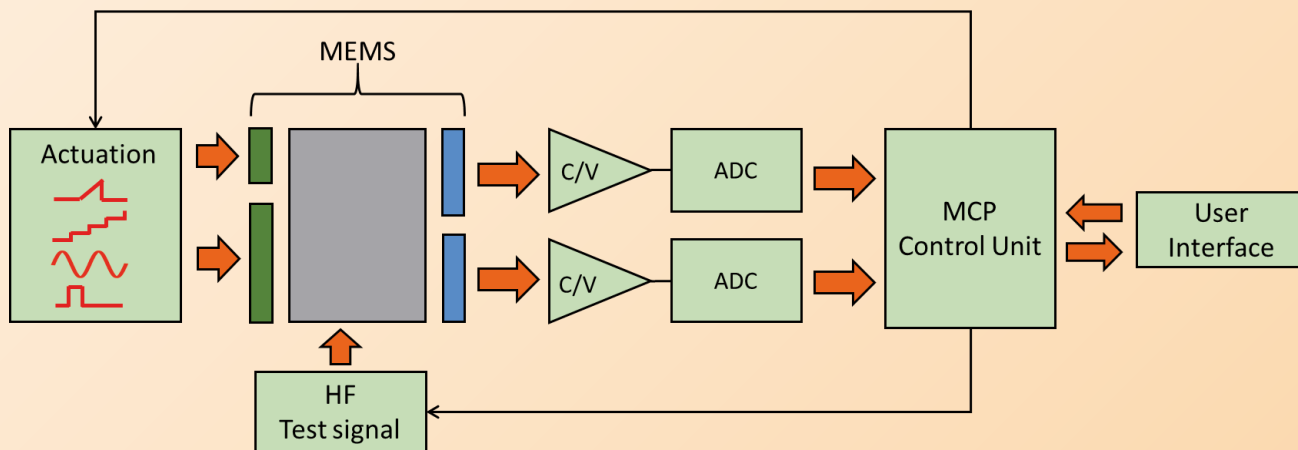 MEMS
Actuation
C/V
ADC
C/V
ADC
MCP
Control Unit
User
Interface
HF
Test signal